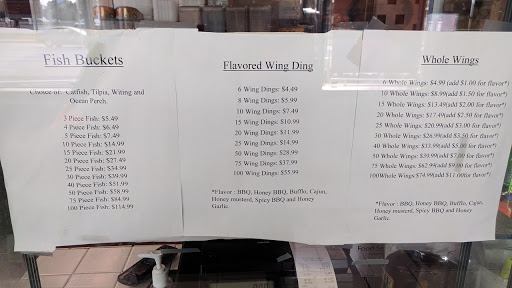 Fish Buckets
Choice of: Catfish, Tilpia, Witing and
Ocean Perch.
3 Piece Fish: $5.49
4 Piece Fish: $6.49
5 Piece Fish: $7.49
10 Piece Fish: $14.99
15 Piece Fish: $21.99
20 Piece Fish: $27.49
25 Piece Fish: $34.99
30 Piece Fish: $39.99
40 Piece Fish: $51.99
50 Piece Fish: $58.99
75 Piece Fish: $84.99
100 Piece Fish: $114.99
Flavored Wing Ding
6 Wing Dings: $4.49
8 Wing Dings: $5.99
10 Wing Dings: $7.49
15 Wing Dings: $10.99
20 Wing Dings: $11.99
25 Wing Dings: $14.99
50 Wing Dings: $28.99
75 Wing Dings: $37.99
100 Wing Dings: $55.99
*Flavor : BBQ, Honey BBQ, Bufflo, Cajun,
Honey musterd, Spicy BBQ and Honey
Garlic.
Whole Wings
6 Whole Wings: $4.99(add $1.00 for flavor*)
10 Whole Wings: $8.99(add $1.50 for flavor*)
15 Whole Wings: $13.49(add $2.00 for flavor*)
20 Whole Wings: $17.49(add $2.50 for flavor*)
25 Whole Wings: $20.99(add $3.00 for flavor*)
30 Whole Wings: $26.99(add $3.50 for flavor*)
40 Whole Wings: $33.99(add $5.00 for flavor*)
50 Whole Wings: $39.99(add $7.00 for flavor*)
75 Whole Wings: $62.99(add $9.00 for flavor*)
100 Whole Wings$74.99(add $11.00for flavor*)
*Flavor : BBQ, Honey BBQ, Bufflo, Cajun,
Honey musterd, Spicy BBQ and Honey
Garlic.